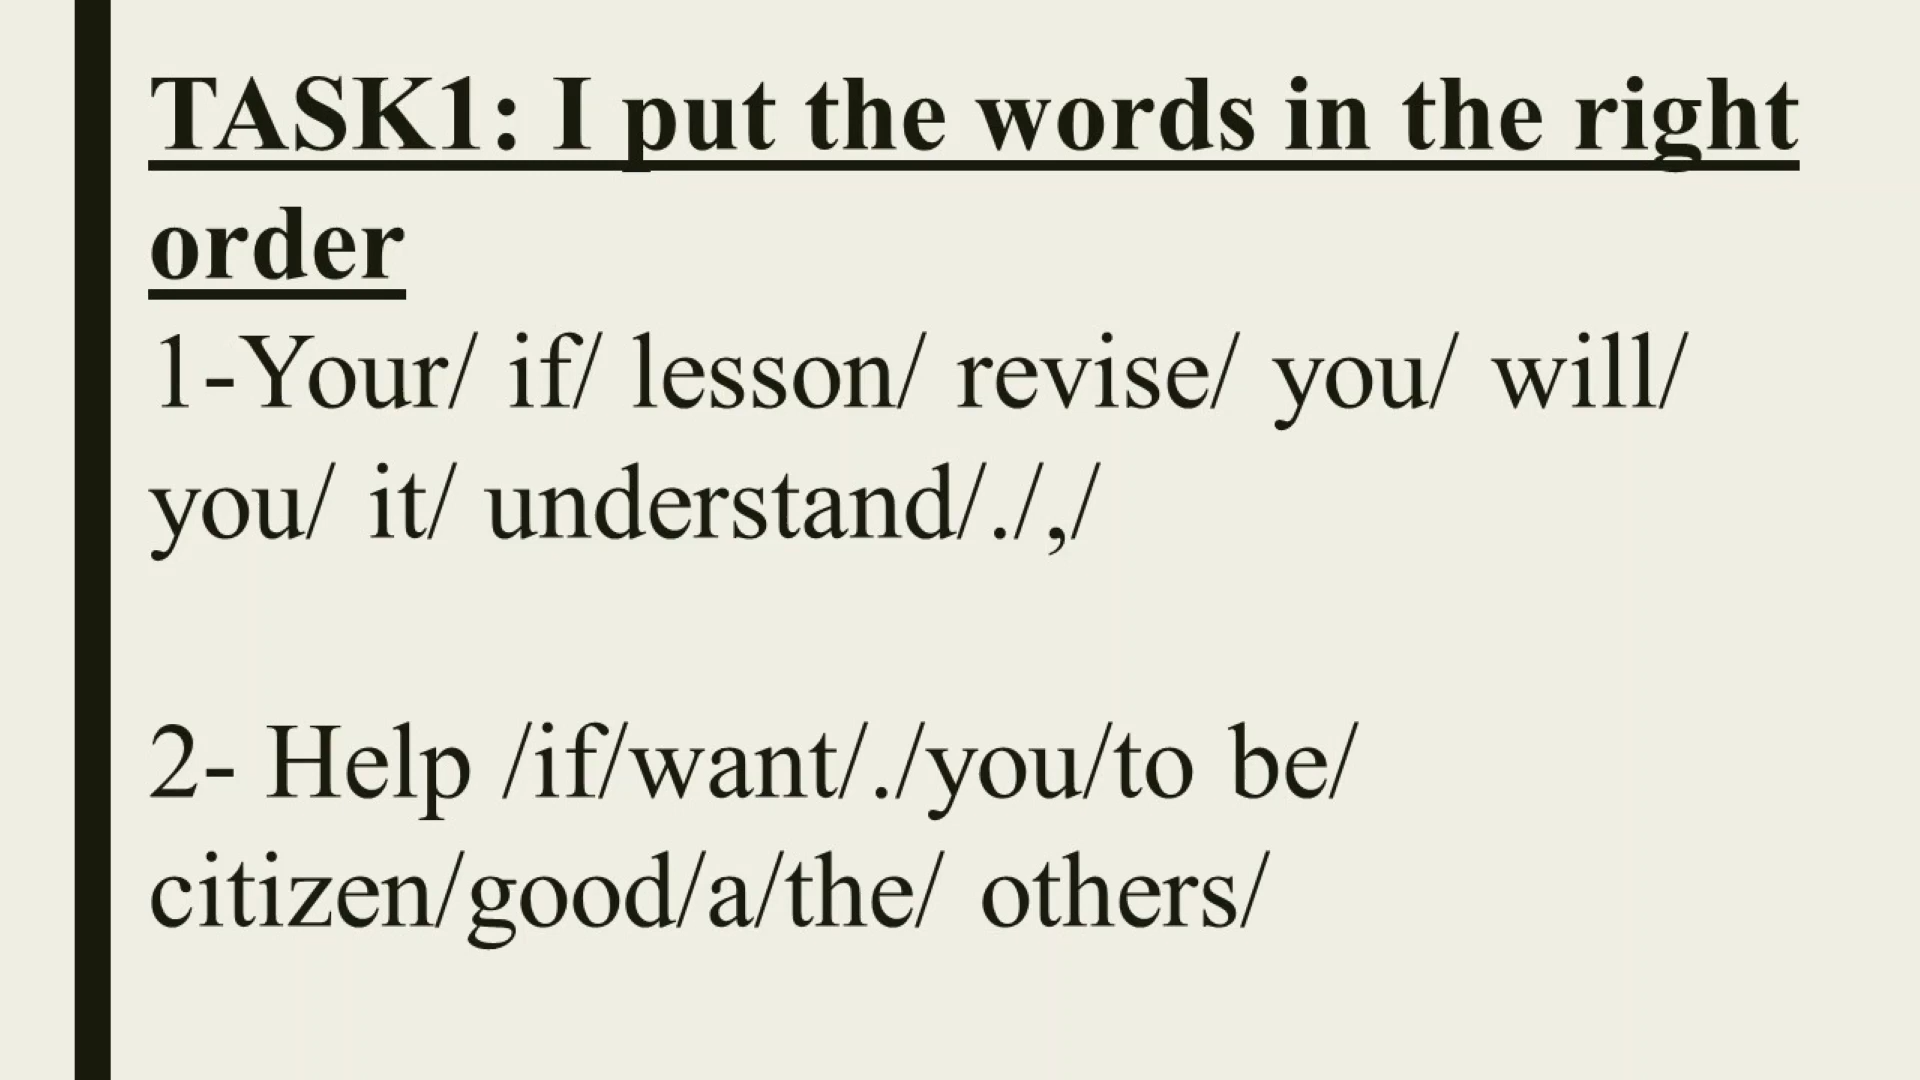 TASK1: I put the words in the right
order
1-Your/ if/ lesson/ revise/ you/ will/
you/ it/ understand/./,/
2- Help /if/want/./you/to be/
citizen/good/a/the/ others/